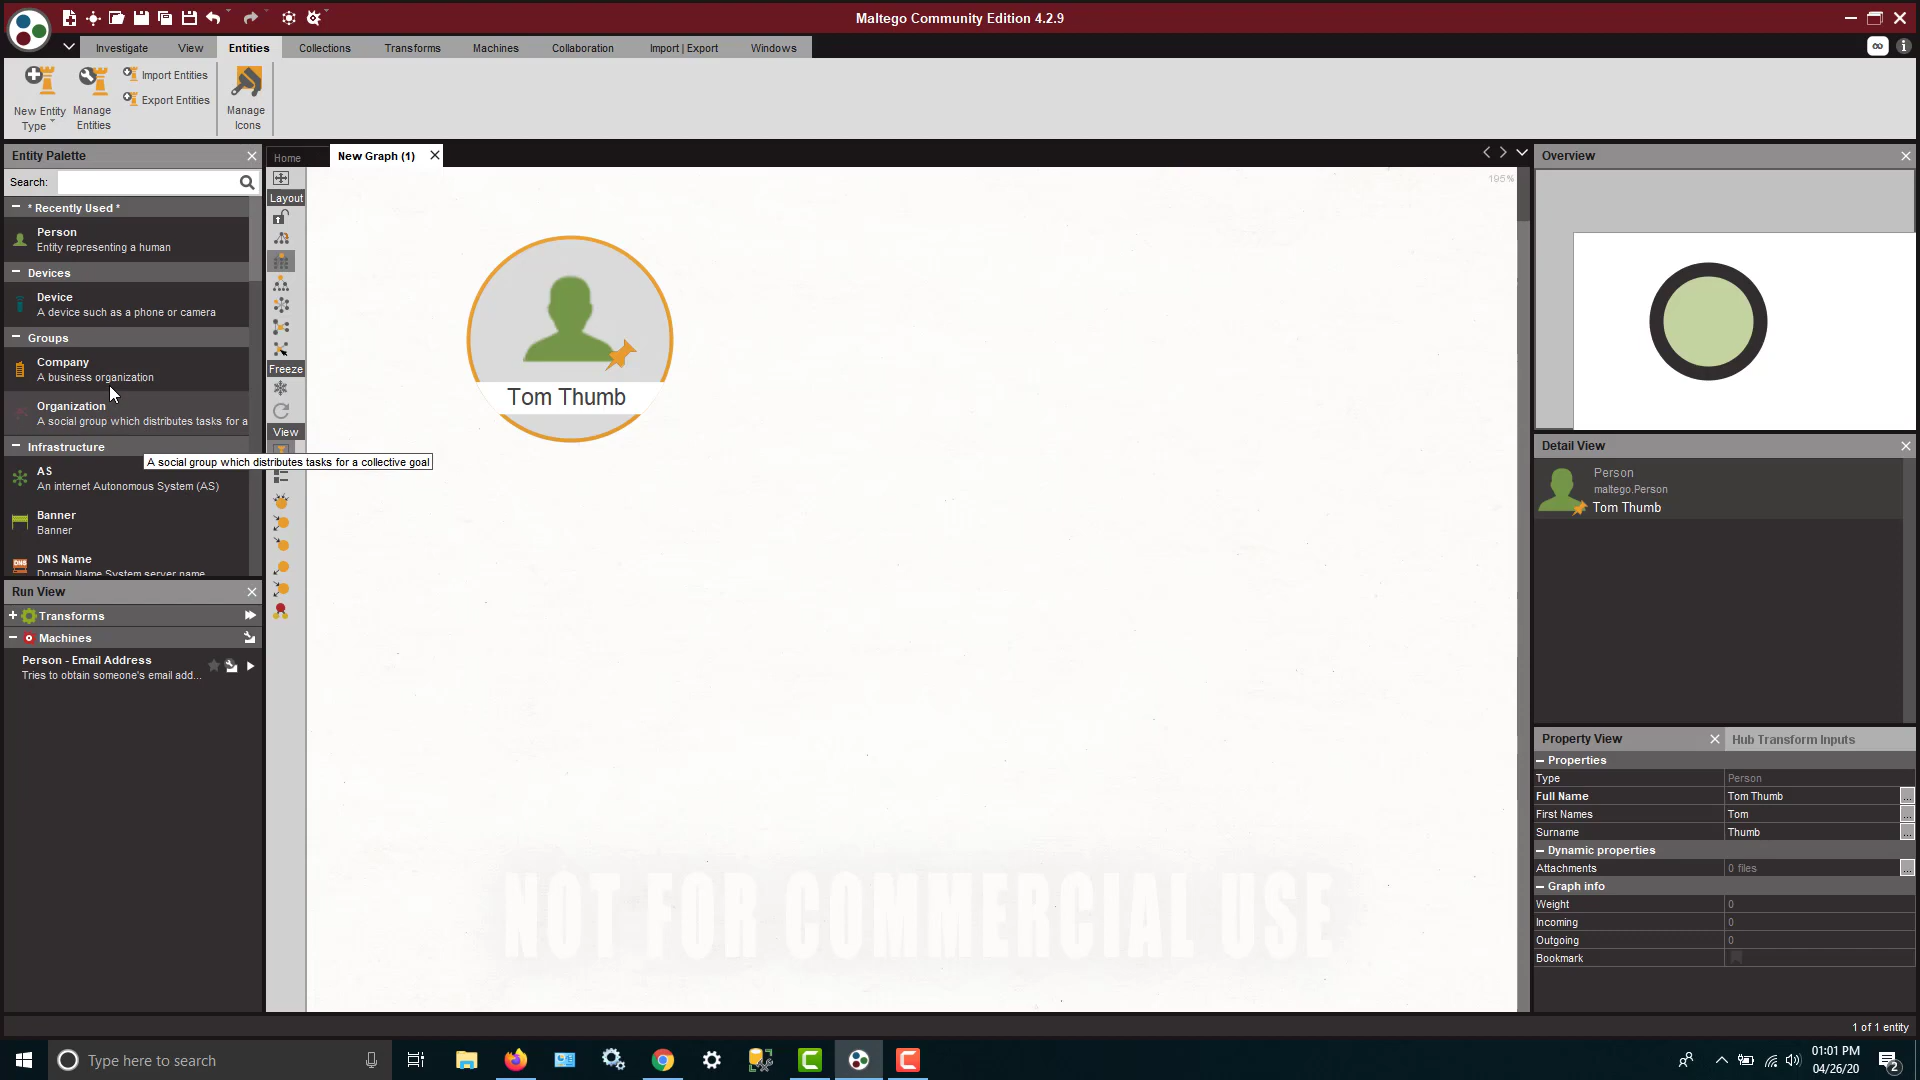 Maltego Community Edition 4.2.9
Investigate View Entities Collections Transforms Machines Collaboration Import | Export Windows
New Entity Type
Manage Entities
Import Entities
Export Entities
Manage Icons
Entity Palette
Search:
* Recently Used *
Person
Entity representing a human
Devices
Device
A device such as a phone or camera
Groups
Company
A business organization
Organization
A social group which distributes tasks for a
Infrastructure
A social group which distributes tasks for a collective goal
AS
An internet Autonomous System (AS)
Banner
Banner
DNS Name
Domain Name System server name
Run View
Transforms
Machines
Person - Email Address
Tries to obtain someone's email add...
Home
New Graph (1)
Layout
Freeze
View
195%
Tom Thumb
NOT FOR COMMERCIAL USE
Overview
Detail View
Person
maltego.Person
Tom Thumb
Property View
Hub Transform Inputs
Properties
Type Person
Full Name Tom Thumb ...
First Names Tom ...
Surname Thumb ...
Dynamic properties
Attachments 0 files ...
Graph info
Weight 0
Incoming 0
Outgoing 0
Bookmark
1 of 1 entity
Type here to search
01:01 PM
04/26/20
2